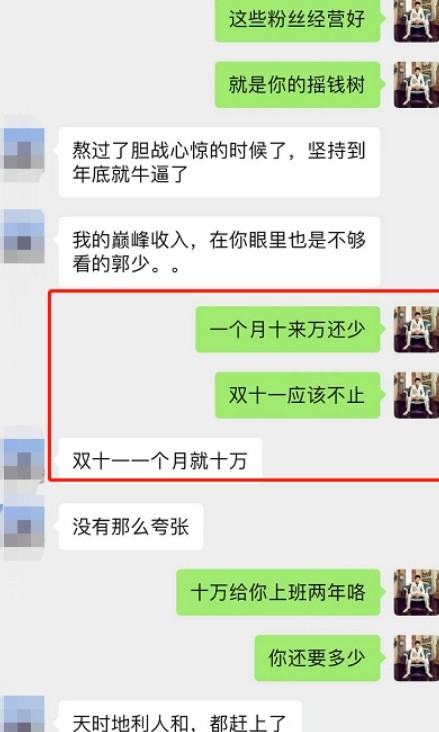 这些粉丝经营好
就是你的摇钱树
熬过了胆战心惊的时候了，坚持到
年底就牛逼了
我的巅峰收入，在你眼里也是不够
看的郭少。。
一个月十来万还少
双十一应该不止
双十一一个月就十万
没有那么夸张
十万给你上班两年咯
你还要多少
天时地利人和，都赶上了